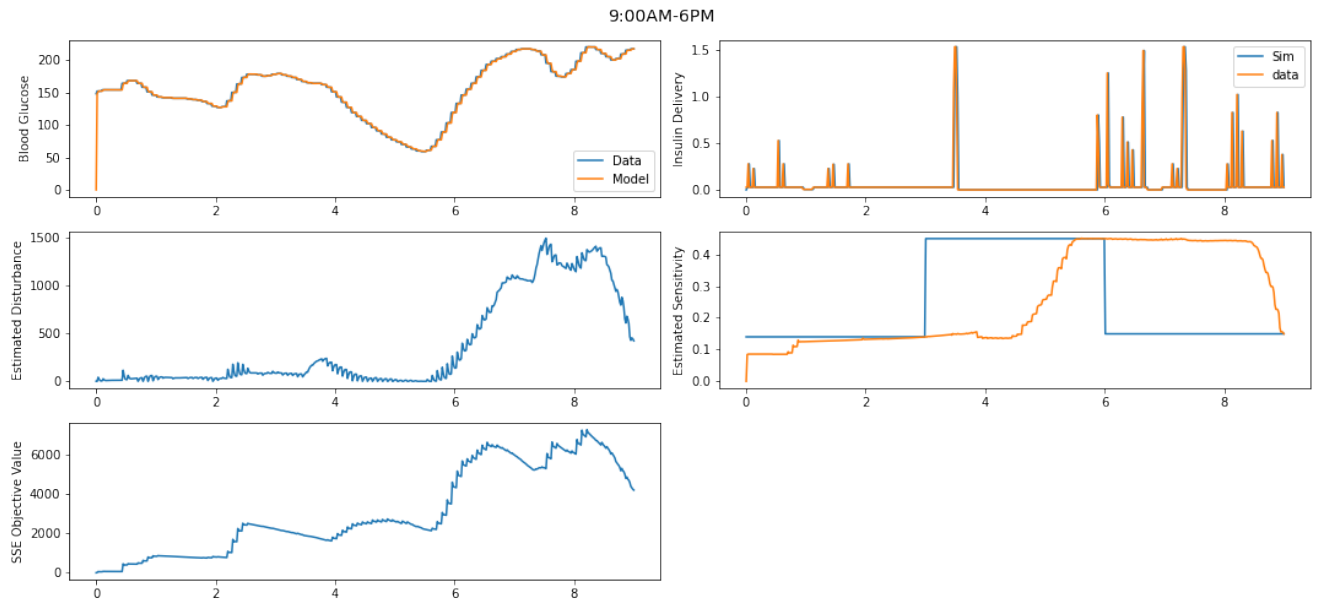 9:00AM-6PM
Blood Glucose
200
150
100
50
0
0 2 4 6 8
Data
Model
Insulin Delivery
1.5
1.0
0.5
0.0
0 2 4 6 8
Sim
data
Estimated Disturbance
1500
1000
500
0
0 2 4 6 8
Estimated Sensitivity
0.4
0.3
0.2
0.1
0.0
0 2 4 6 8
SSE Objective Value
6000
4000
2000
0
0 2 4 6 8